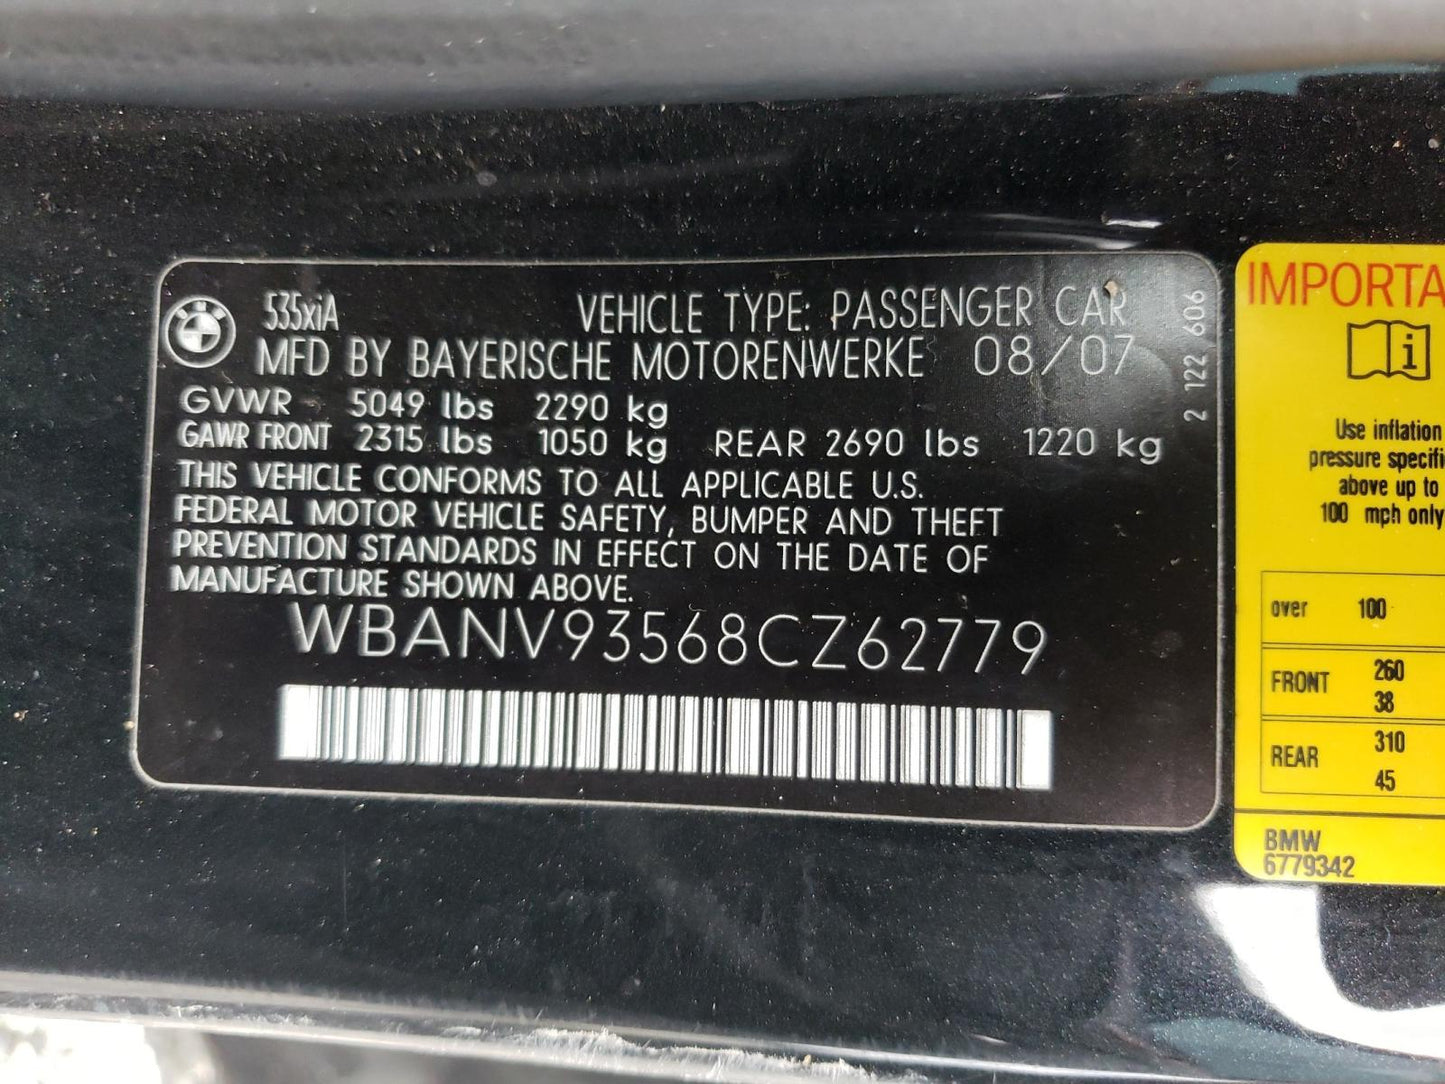 535xiA VEHICLE TYPE: PASSENGER CAR
MFD BY BAYERISCHE MOTORENWERKE 08/07
GVWR 5049 lbs 2290 kg
GAWR FRONT 2315 lbs 1050 kg REAR 2690 lbs 1220 kg
THIS VEHICLE CONFORMS TO ALL APPLICABLE U.S.
FEDERAL MOTOR VEHICLE SAFETY, BUMPER AND THEFT
PREVENTION STANDARDS IN EFFECT ON THE DATE OF
MANUFACTURE SHOWN ABOVE.
WBANV93568CZ62779
2 122 606
IMPORTA
i
Use inflation
pressure specifi
above up to
100 mph only
over 100
FRONT 260
38
REAR 310
45
BMW
6779342